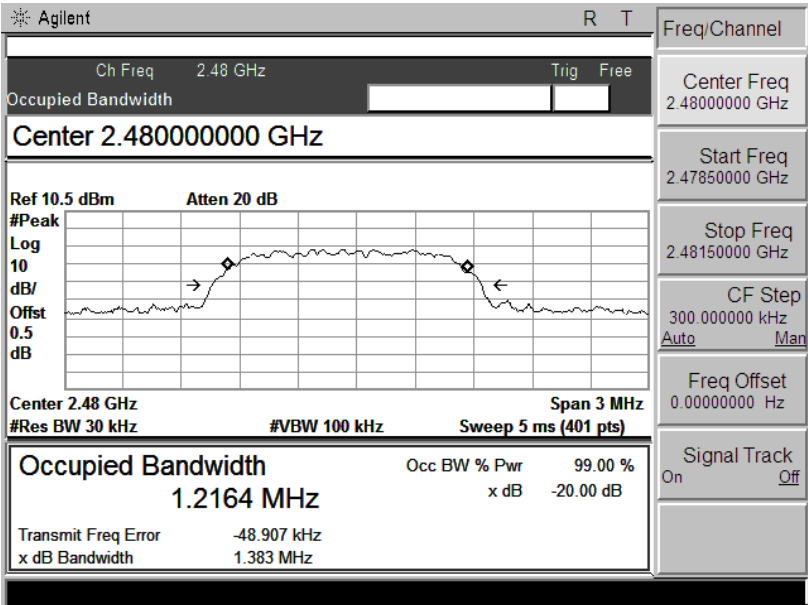 Agilent R T
Ch Freq 2.48 GHz Trig Free
Occupied Bandwidth
Center 2.480000000 GHz
Ref 10.5 dBm Atten 20 dB
#Peak
Log
10
dB/
Offst
0.5
dB
Center 2.48 GHz Span 3 MHz
#Res BW 30 kHz #VBW 100 kHz Sweep 5 ms (401 pts)
Occupied Bandwidth Occ BW % Pwr 99.00 %
1.2164 MHz x dB -20.00 dB
Transmit Freq Error -48.907 kHz
x dB Bandwidth 1.383 MHz
Freq/Channel
Center Freq
2.48000000 GHz
Start Freq
2.47850000 GHz
Stop Freq
2.48150000 GHz
CF Step
300.000000 kHz
Auto Man
Freq Offset
0.00000000 Hz
Signal Track
On Off